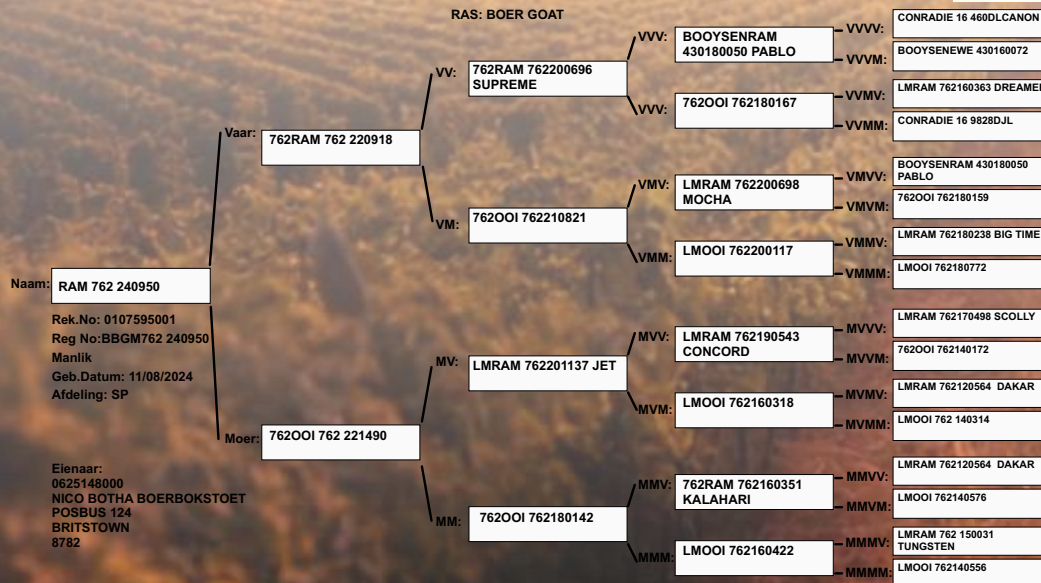 RAS: BOER GOAT
Naam:
RAM 762 240950
Rek.No: 0107595001
Reg No:BBGM762 240950
Manlik
Geb.Datum: 11/08/2024
Afdeling: SP
Eienaar:
0625148000
NICO BOTHA BOERBOKSTOET
POSBUS 124
BRITSTOWN
8782
Vaar:
762RAM 762 220918
Moer:
762OOI 762 221490
VV:
762RAM 762200696
SUPREME
VM:
762OOI 762210821
MV:
LMRAM 762201137 JET
MM:
762OOI 762180142
VVV:
BOOYSENRAM
430180050 PABLO
VVV:
762OOI 762180167
VMV:
LMRAM 762200698
MOCHA
VMM:
LMOOI 762200117
MVV:
LMRAM 762190543
CONCORD
MVM:
LMOOI 762160318
MMV:
762RAM 762160351
KALAHARI
MMM:
LMOOI 762160422
VVVV:
CONRADIE 16 460DLCANON
VVVM:
BOOYSENEWE 430160072
VVMV:
LMRAM 762160363 DREAME
VVMM:
CONRADIE 16 9828DJL
VMVV:
BOOYSENRAM 430180050
PABLO
VMVM:
762OOI 762180159
VMMV:
LMRAM 762180238 BIG TIME
VMMM:
LMOOI 762180772
MVVV:
LMRAM 762170498 SCOLLY
MVVM:
762OOI 762140172
MVMV:
LMRAM 762120564 DAKAR
MVMM:
LMOOI 762 140314
MMVV:
LMRAM 762120564 DAKAR
MMVM:
LMOOI 762140576
MMMV:
LMRAM 762 150031
TUNGSTEN
MMMM:
LMOOI 762140556